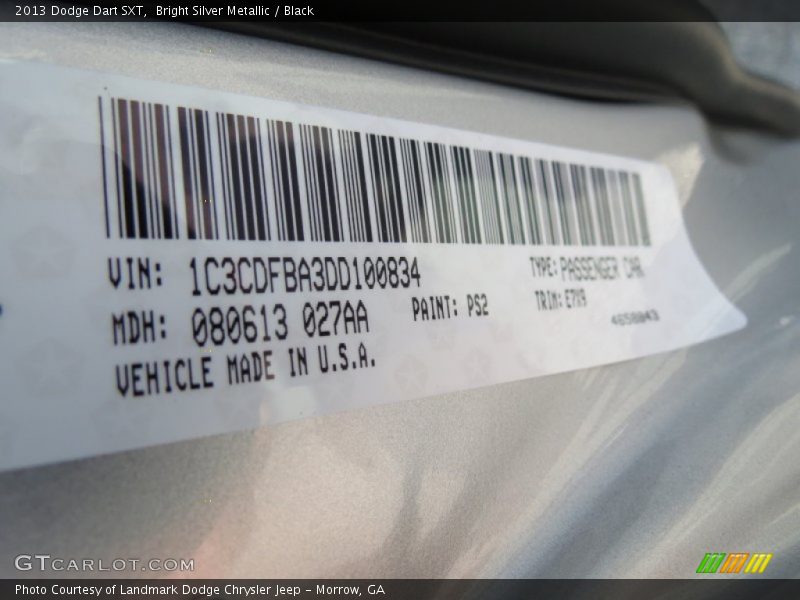 2013 Dodge Dart SXT, Bright Silver Metallic / Black
VIN: 1C3CDFBA3DD100834 TYPE: PASSENGER CAR
MDH: 080613 027AA PAINT: PS2 TRIM: E7X9
VEHICLE MADE IN U.S.A.
GTCARLOT.COM
Photo Courtesy of Landmark Dodge Chrysler Jeep - Morrow, GA